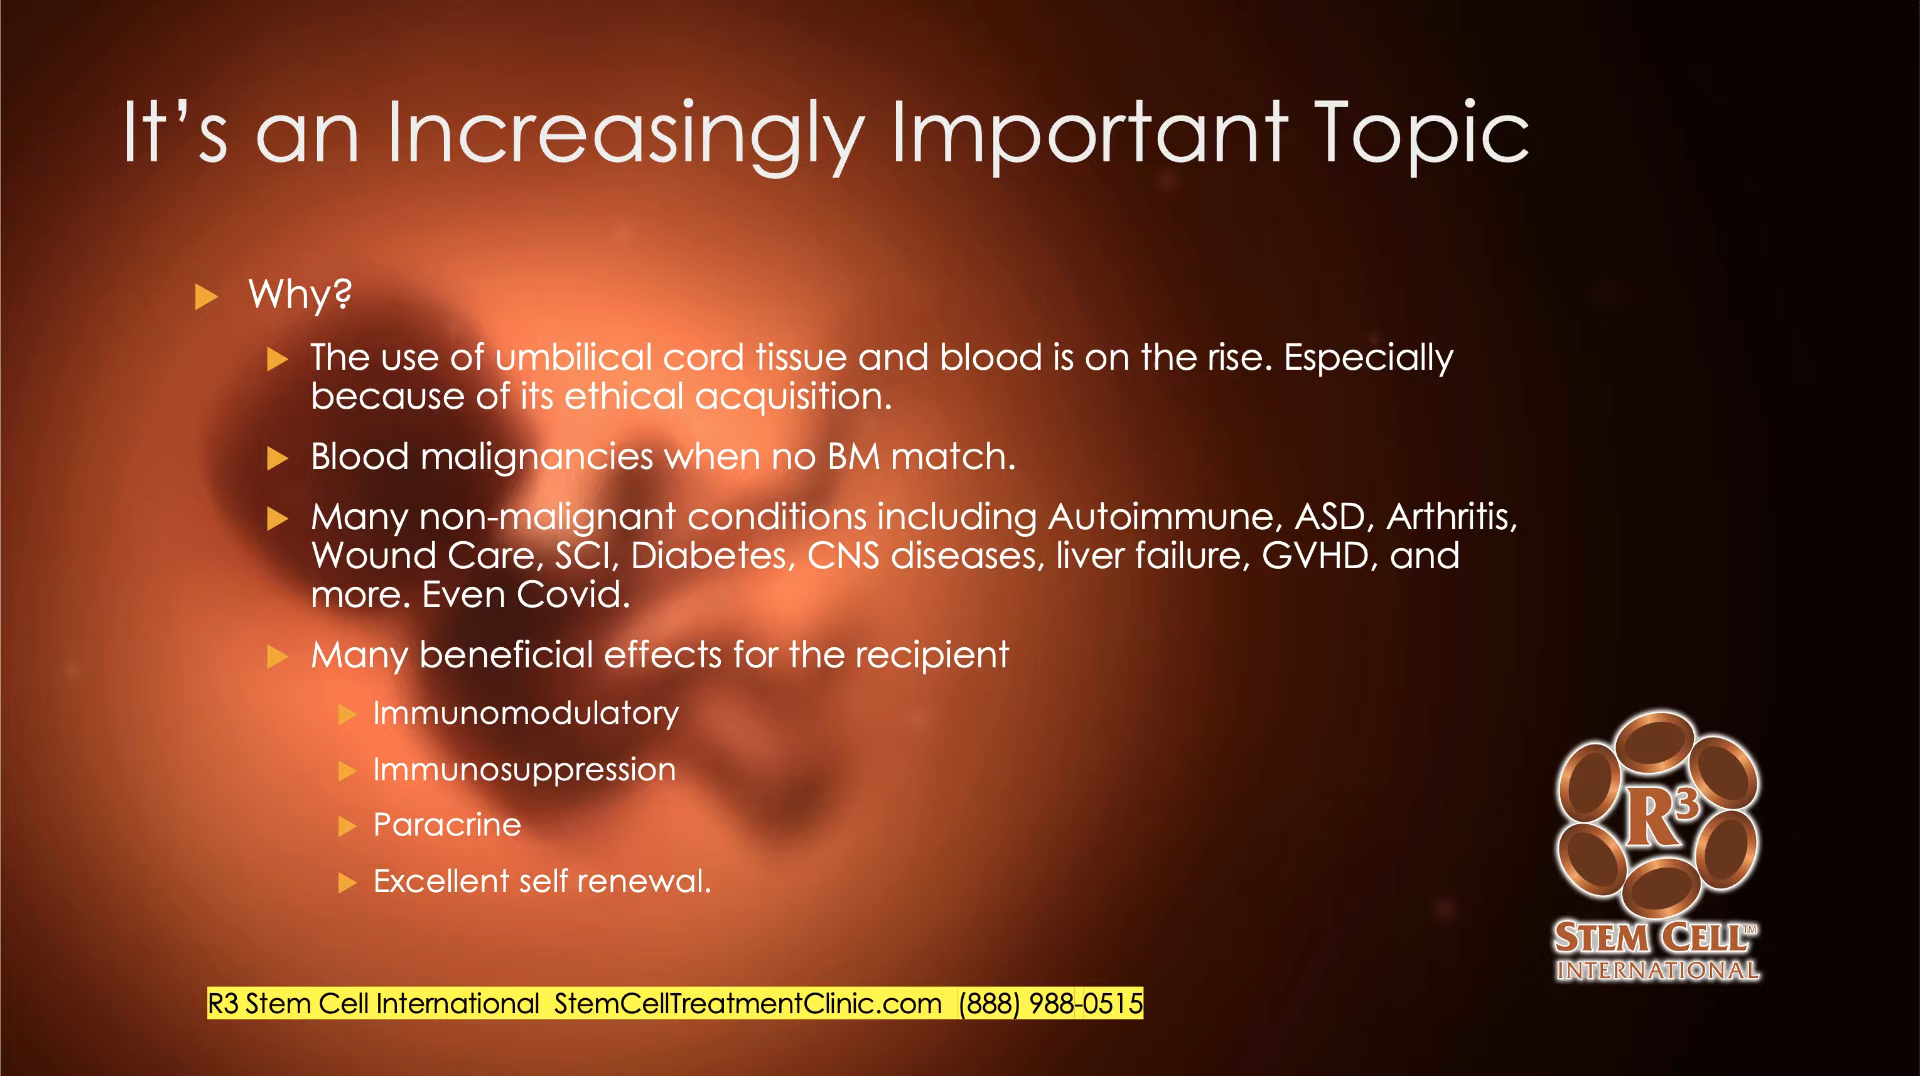 It’s an Increasingly Important Topic
Why?
The use of umbilical cord tissue and blood is on the rise. Especially
because of its ethical acquisition.
Blood malignancies when no BM match.
Many non-malignant conditions including Autoimmune, ASD, Arthritis,
Wound Care, SCI, Diabetes, CNS diseases, liver failure, GVHD, and
more. Even Covid.
Many beneficial effects for the recipient
Immunomodulatory
Immunosuppression
Paracrine
Excellent self renewal.
R3
STEM CELL™
INTERNATIONAL
R3 Stem Cell International StemCellTreatmentClinic.com (888) 988-0515